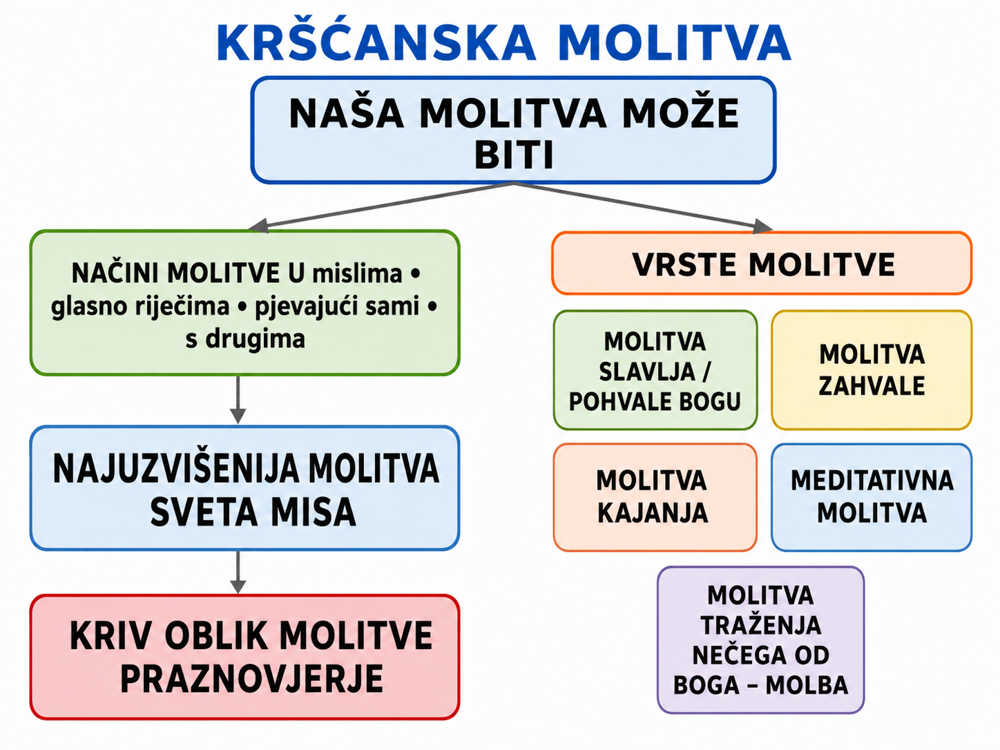 KRŠĆANSKA MOLITVA
NAŠA MOLITVA MOŽE
BITI
NAČINI MOLITVE U mislima •
glasno riječima • pjevajući sami •
s drugima
NAJUZVIŠENIJA MOLITVA
SVETA MISA
KRIV OBLIK MOLITVE
PRAZNOVJERJE
VRSTE MOLITVE
MOLITVA
SLAVLJA /
POHVALE BOGU
MOLITVA
ZAHVALE
MOLITVA
KAJANJA
MEDITATIVNA
MOLITVA
MOLITVA
TRAŽENJA
NEČEGA OD
BOGA – MOLBA